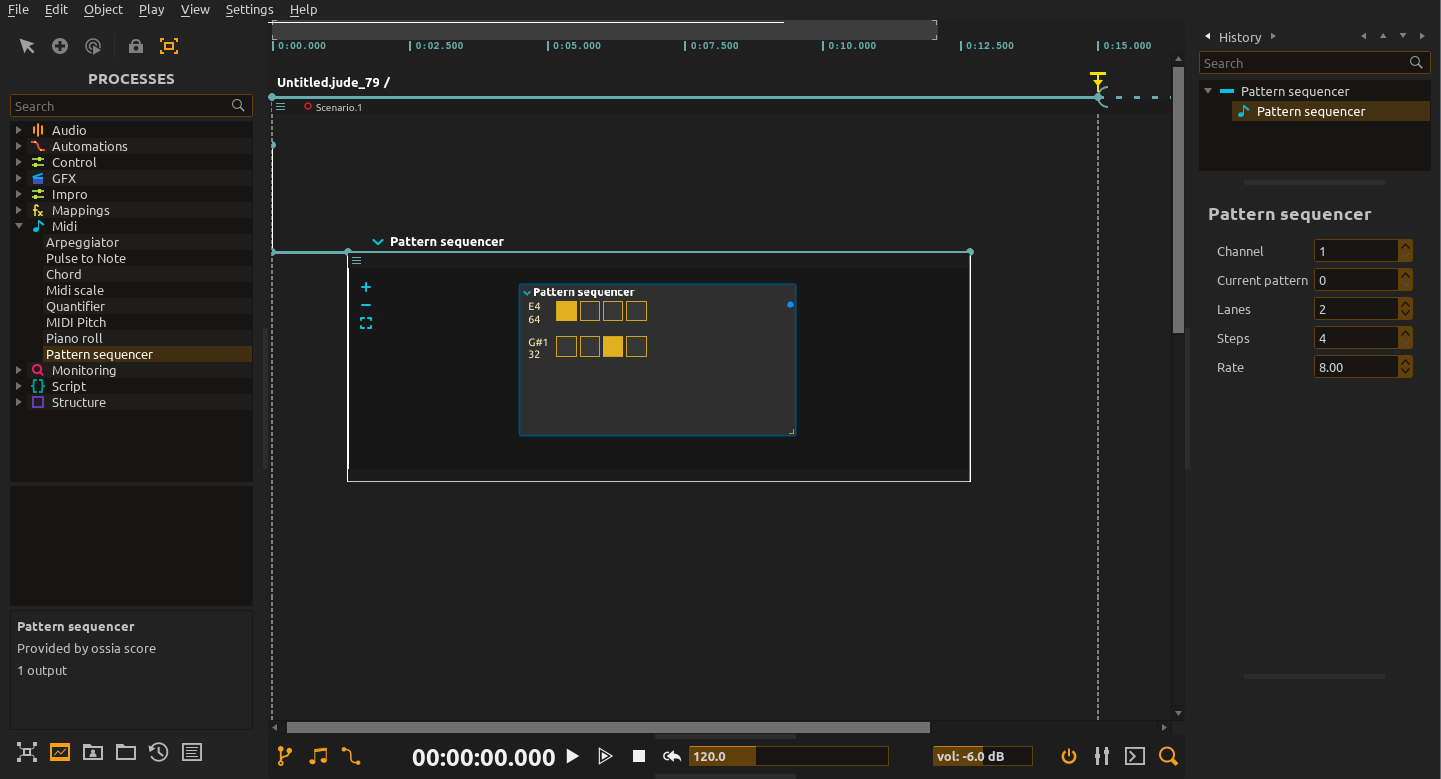 File Edit Object Play View Settings Help
0:00.000 0:02.500 0:05.000 0:07.500 0:10.000 0:12.500 0:15.000
History
PROCESSES
Search
Search
Untitled.jude_79 /
Scenario.1
Audio
Automations
Control
GFX
Impro
Mappings
Midi
Arpeggiator
Pulse to Note
Chord
Midi scale
Quantifier
MIDI Pitch
Piano roll
Pattern sequencer
Monitoring
Script
Structure
Pattern sequencer
Pattern sequencer
E4
64
G#1
32
Pattern sequencer
Pattern sequencer
Pattern sequencer
Channel 1
Current pattern 0
Lanes 2
Steps 4
Rate 8.00
Pattern sequencer
Provided by ossia score
1 output
00:00:00.000 120.0 vol: -6.0 dB